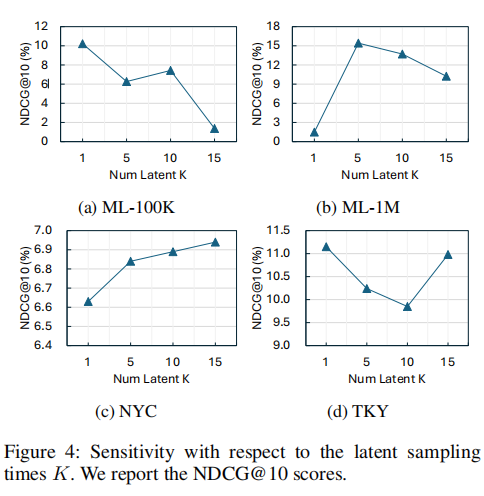 12
10
8
6
4
2
0
NDCG@10 (%)
1 5 10 15
Num Latent K
(a) ML-100K
18
15
12
9
6
3
0
NDCG@10 (%)
1 5 10 15
Num Latent K
(b) ML-1M
7.0
6.9
6.8
6.7
6.6
6.5
6.4
NDCG@10 (%)
1 5 10 15
Num Latent K
(c) NYC
11.5
11.0
10.5
10.0
9.5
9.0
NDCG@10 (%)
1 5 10 15
Num Latent K
(d) TKY
Figure 4: Sensitivity with respect to the latent sampling
times K. We report the NDCG@10 scores.